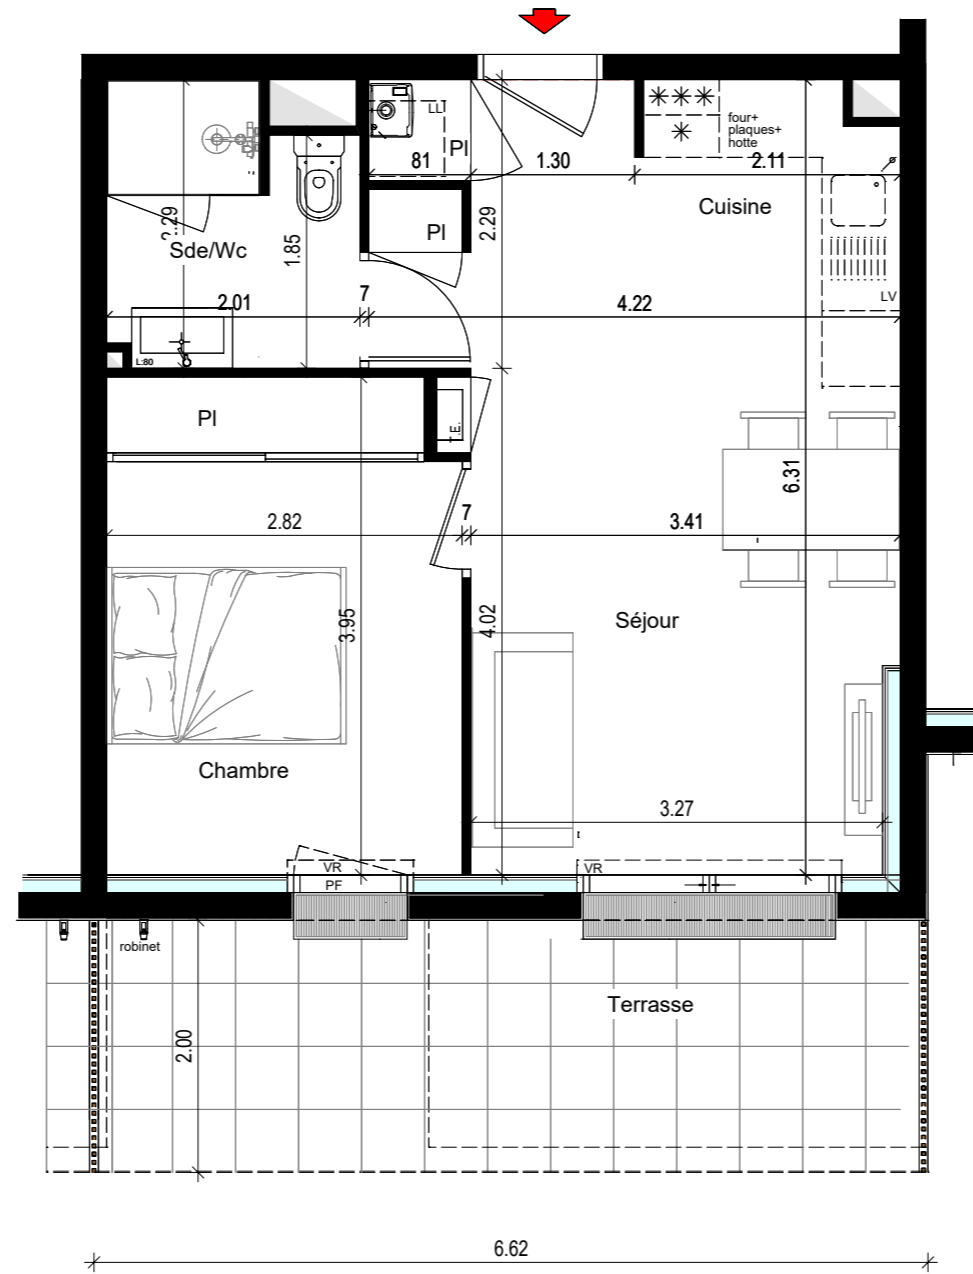 LL
Pl
81
1.30
four+
plaques+
hotte
2.11
Cuisine
Pl
2.29
2.29
1.85
Sde/Wc
2.01
7
4.22
LV
L:80
Pl
.E.
6.31
2.82
7
3.41
3.95
4.02
Séjour
Chambre
3.27
VR
PF
VR
robinet
Terrasse
2.00
6.62